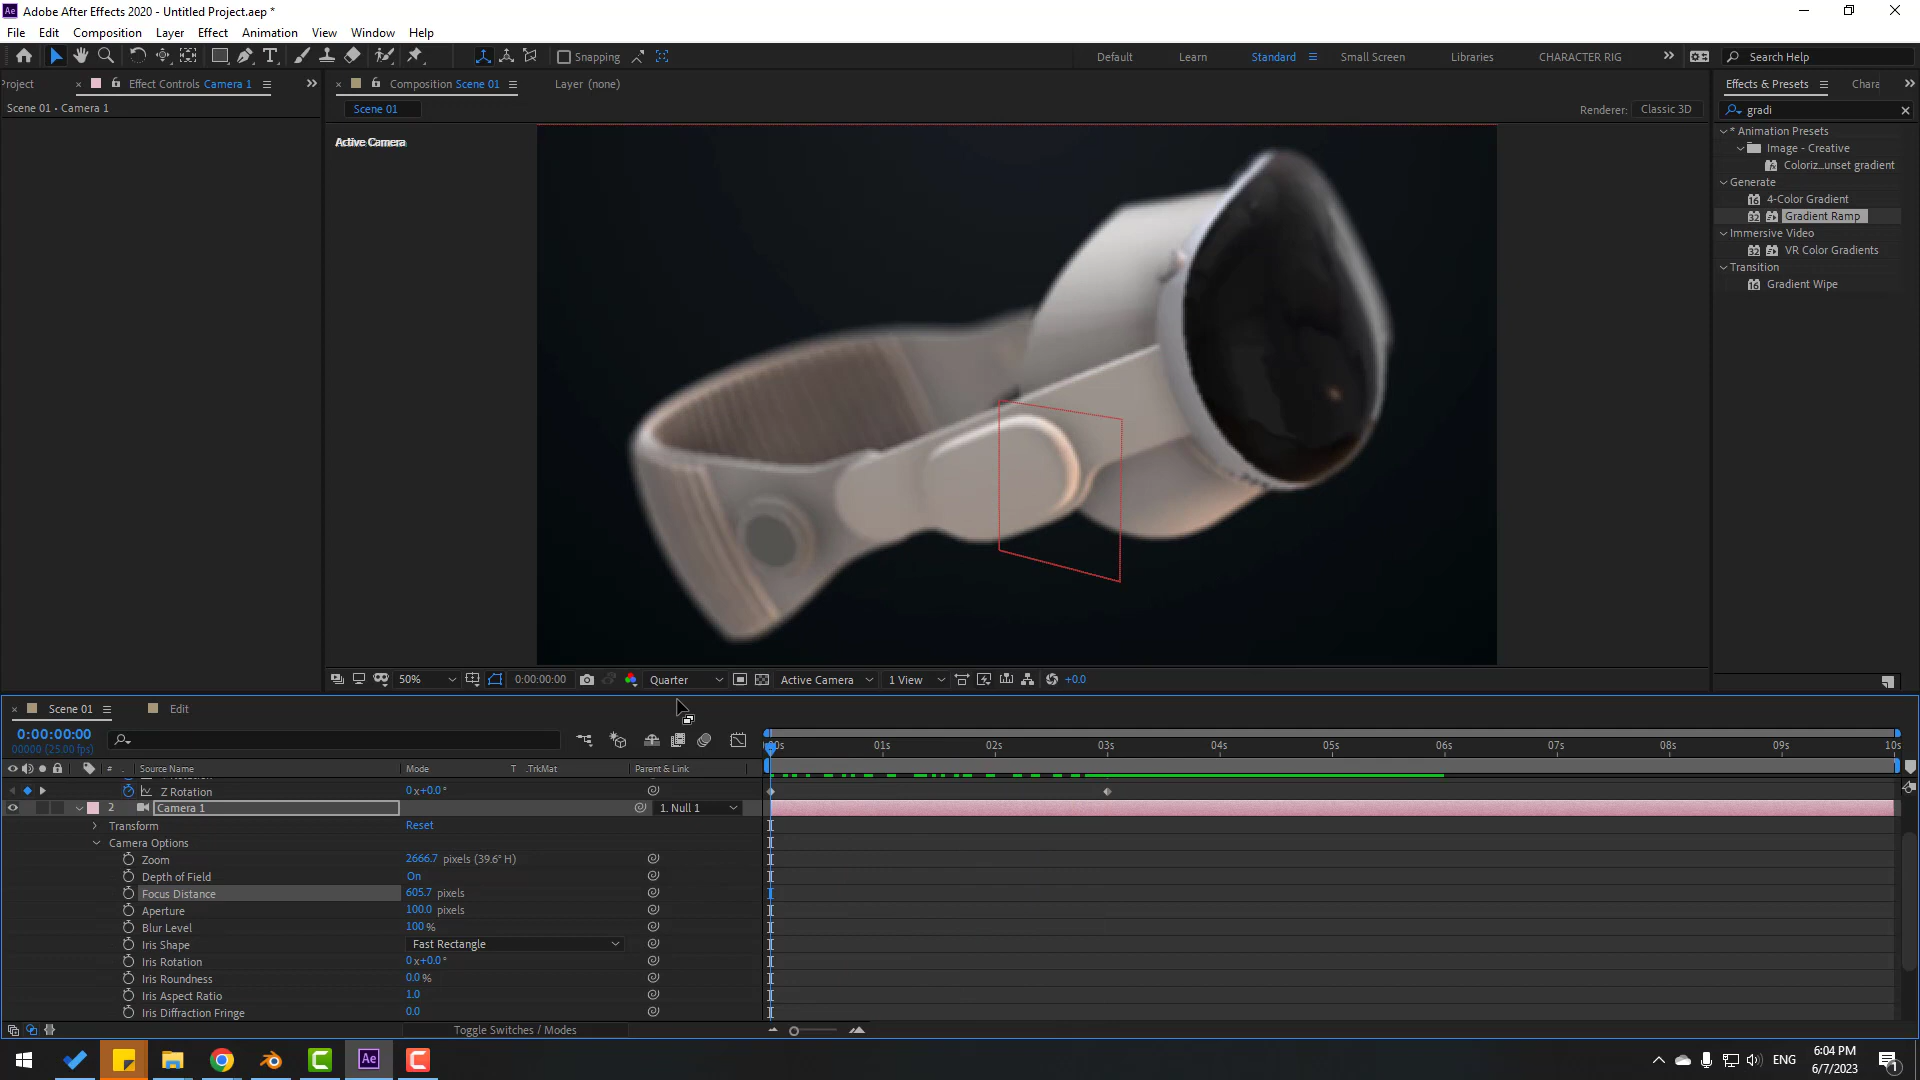 Adobe After Effects 2020 - Untitled Project.aep *
File Edit Composition Layer Effect Animation View Window Help
Snapping
Default Learn Standard Small Screen Libraries CHARACTER RIG
Search Help
Project
Effect Controls Camera 1
Composition Scene 01
Layer (none)
Effects & Presets
Chara
Scene 01 • Camera 1
Scene 01
Renderer: Classic 3D
gradi
Active Camera
* Animation Presets
Image - Creative
Coloriz...unset gradient
Generate
4-Color Gradient
Gradient Ramp
Immersive Video
VR Color Gradients
Transition
Gradient Wipe
50%
0:00:00:00
Quarter
Active Camera
1 View
+0.0
Scene 01
Edit
0:00:00:00
00000 (25.00 fps)
01s 02s 03s 04s 05s 06s 07s 08s 09s 10s
# Source Name Mode T .TrkMat Parent & Link
Z Rotation 0x+0.0°
2 Camera 1 1. Null 1
Transform Reset
Camera Options
Zoom 2666.7 pixels (39.6° H)
Depth of Field On
Focus Distance 605.7 pixels
Aperture 100.0 pixels
Blur Level 100 %
Iris Shape Fast Rectangle
Iris Rotation 0x+0.0°
Iris Roundness 0.0 %
Iris Aspect Ratio 1.0
Iris Diffraction Fringe 0.0
Toggle Switches / Modes
ENG
6:04 PM
6/7/2023
1